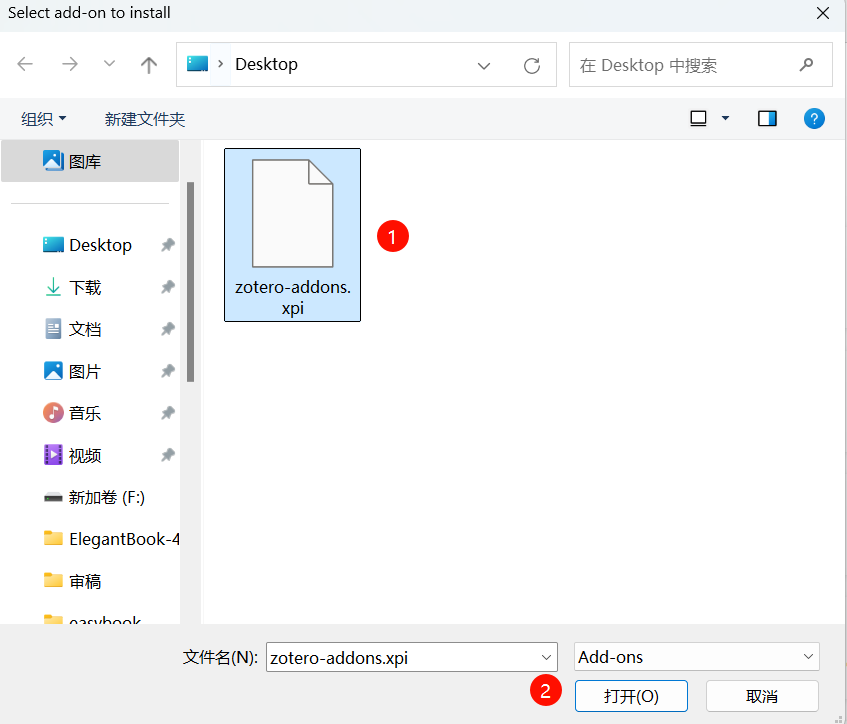 Select add-on to install
Desktop
在 Desktop 中搜索
组织
新建文件夹
?
图库
Desktop
下载
文档
图片
音乐
视频
新加卷 (F:)
ElegantBook-4
审稿
easybook
zotero-addons.
xpi
1
文件名(N):
zotero-addons.xpi
Add-ons
2
打开(O)
取消